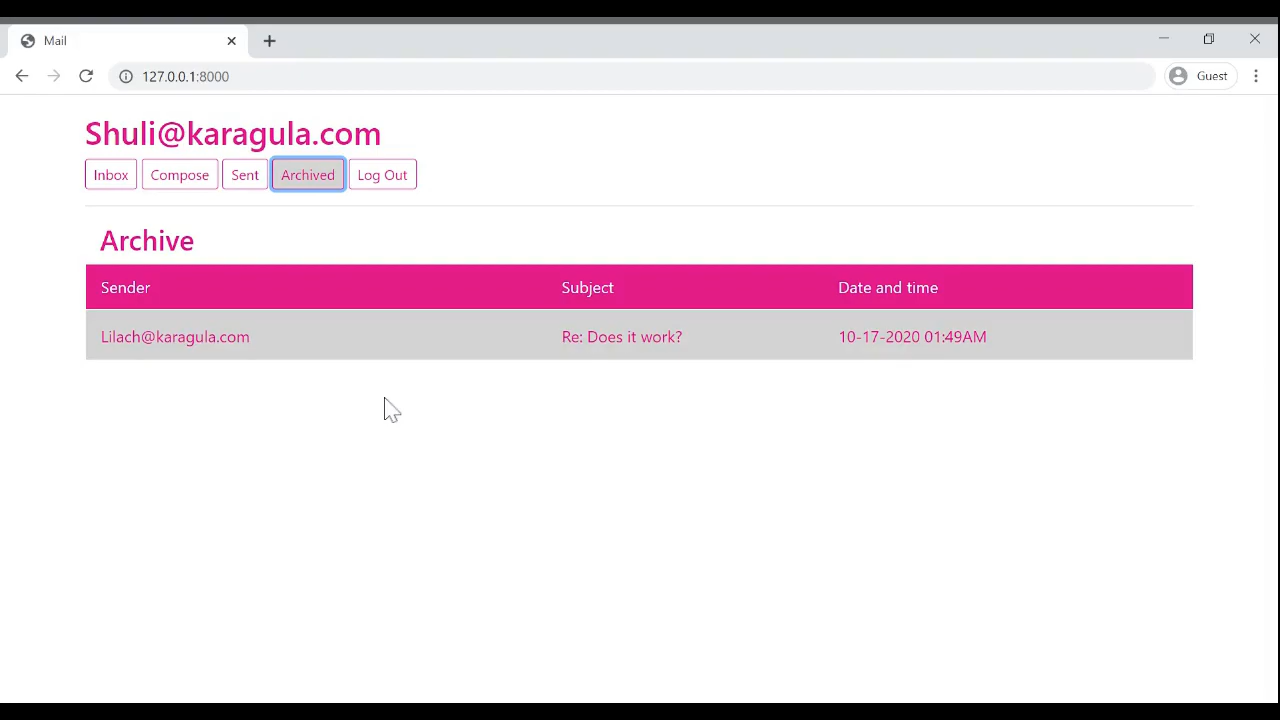 Mail
127.0.0.1:8000
Guest
Shuli@karagula.com
Inbox Compose Sent Archived Log Out
Archive
Sender Subject Date and time
Lilach@karagula.com Re: Does it work? 10-17-2020 01:49AM